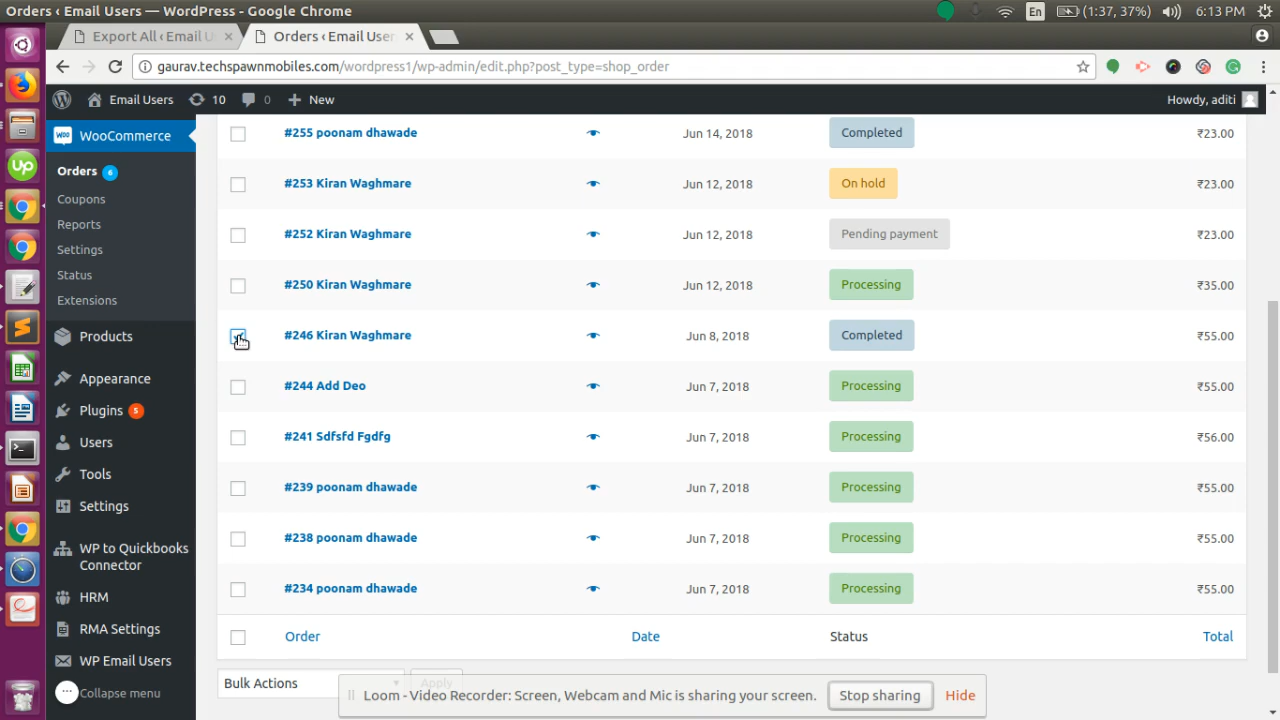 Orders ‹ Email Users — WordPress - Google Chrome
En
(1:37, 37%)
6:13 PM
Export All ‹ Email U
Orders ‹ Email User
gaurav.techspawnmobiles.com/wordpress1/wp-admin/edit.php?post_type=shop_order
Email Users
10
0
New
Howdy, aditi
WooCommerce
Orders 6
Coupons
Reports
Settings
Status
Extensions
Products
Appearance
Plugins 5
Users
Tools
Settings
WP to Quickbooks
Connector
HRM
RMA Settings
WP Email Users
Collapse menu
#255 poonam dhawade Jun 14, 2018 Completed ₹23.00
#253 Kiran Waghmare Jun 12, 2018 On hold ₹23.00
#252 Kiran Waghmare Jun 12, 2018 Pending payment ₹23.00
#250 Kiran Waghmare Jun 12, 2018 Processing ₹35.00
#246 Kiran Waghmare Jun 8, 2018 Completed ₹55.00
#244 Add Deo Jun 7, 2018 Processing ₹55.00
#241 Sdfsfd Fgdfg Jun 7, 2018 Processing ₹56.00
#239 poonam dhawade Jun 7, 2018 Processing ₹55.00
#238 poonam dhawade Jun 7, 2018 Processing ₹55.00
#234 poonam dhawade Jun 7, 2018 Processing ₹55.00
Order Date Status Total
Bulk Actions Apply
Loom - Video Recorder: Screen, Webcam and Mic is sharing your screen. Stop sharing Hide